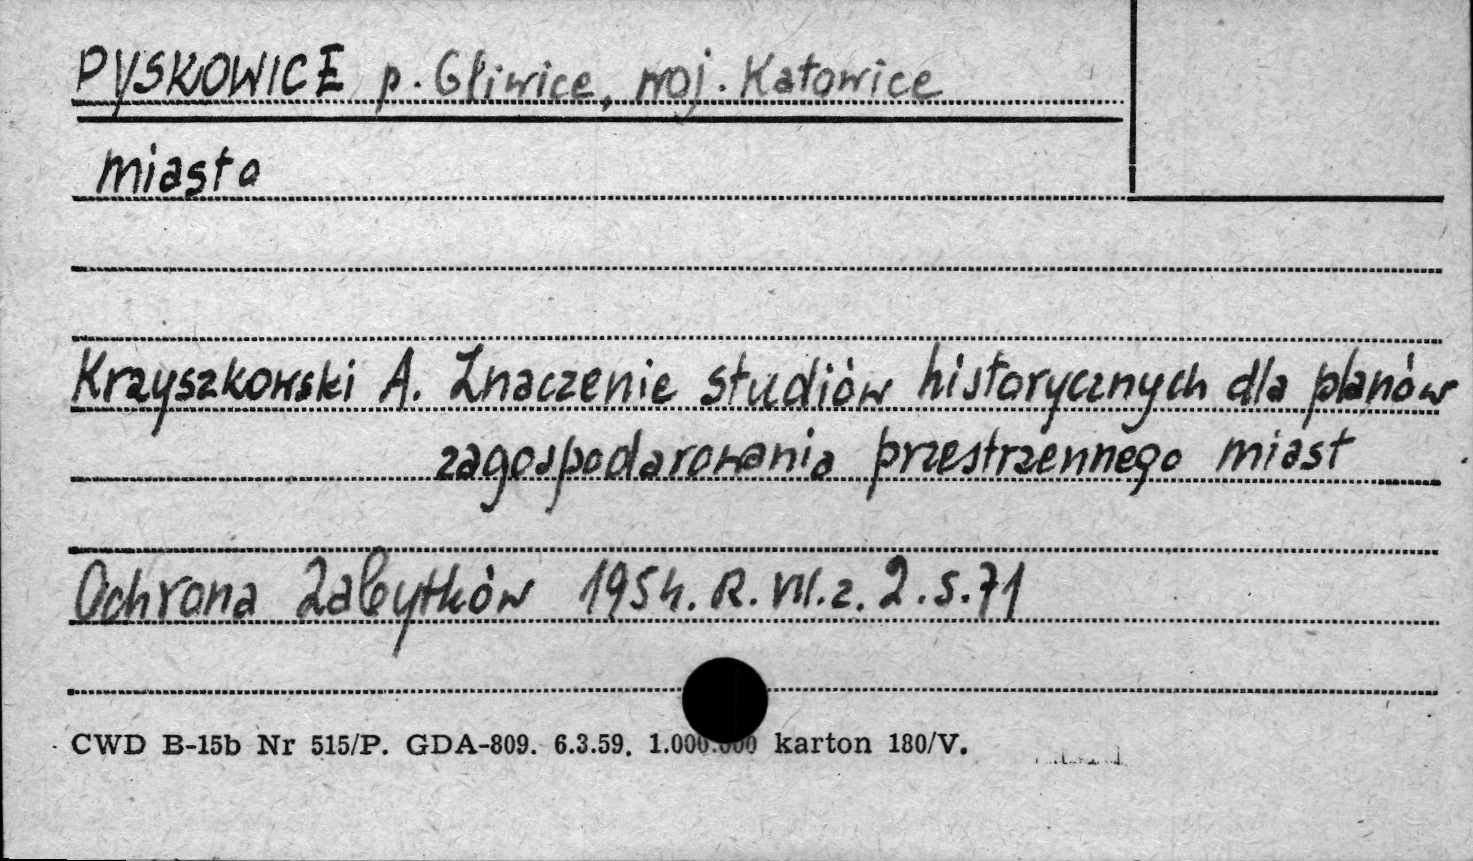 PYSKOWICE p. Gliwice, woj. Katowice
miasto
Krzyszkowski A. Znaczenie studiów historycznych dla planów
zagospodarowania przestrzennego miast
Ochrona Zabytków 1954. R. VII. z. 2. s. 71
CWD B-15b Nr 515/P. GDA-809. 6.3.59. 1.000.000 karton 180/V.